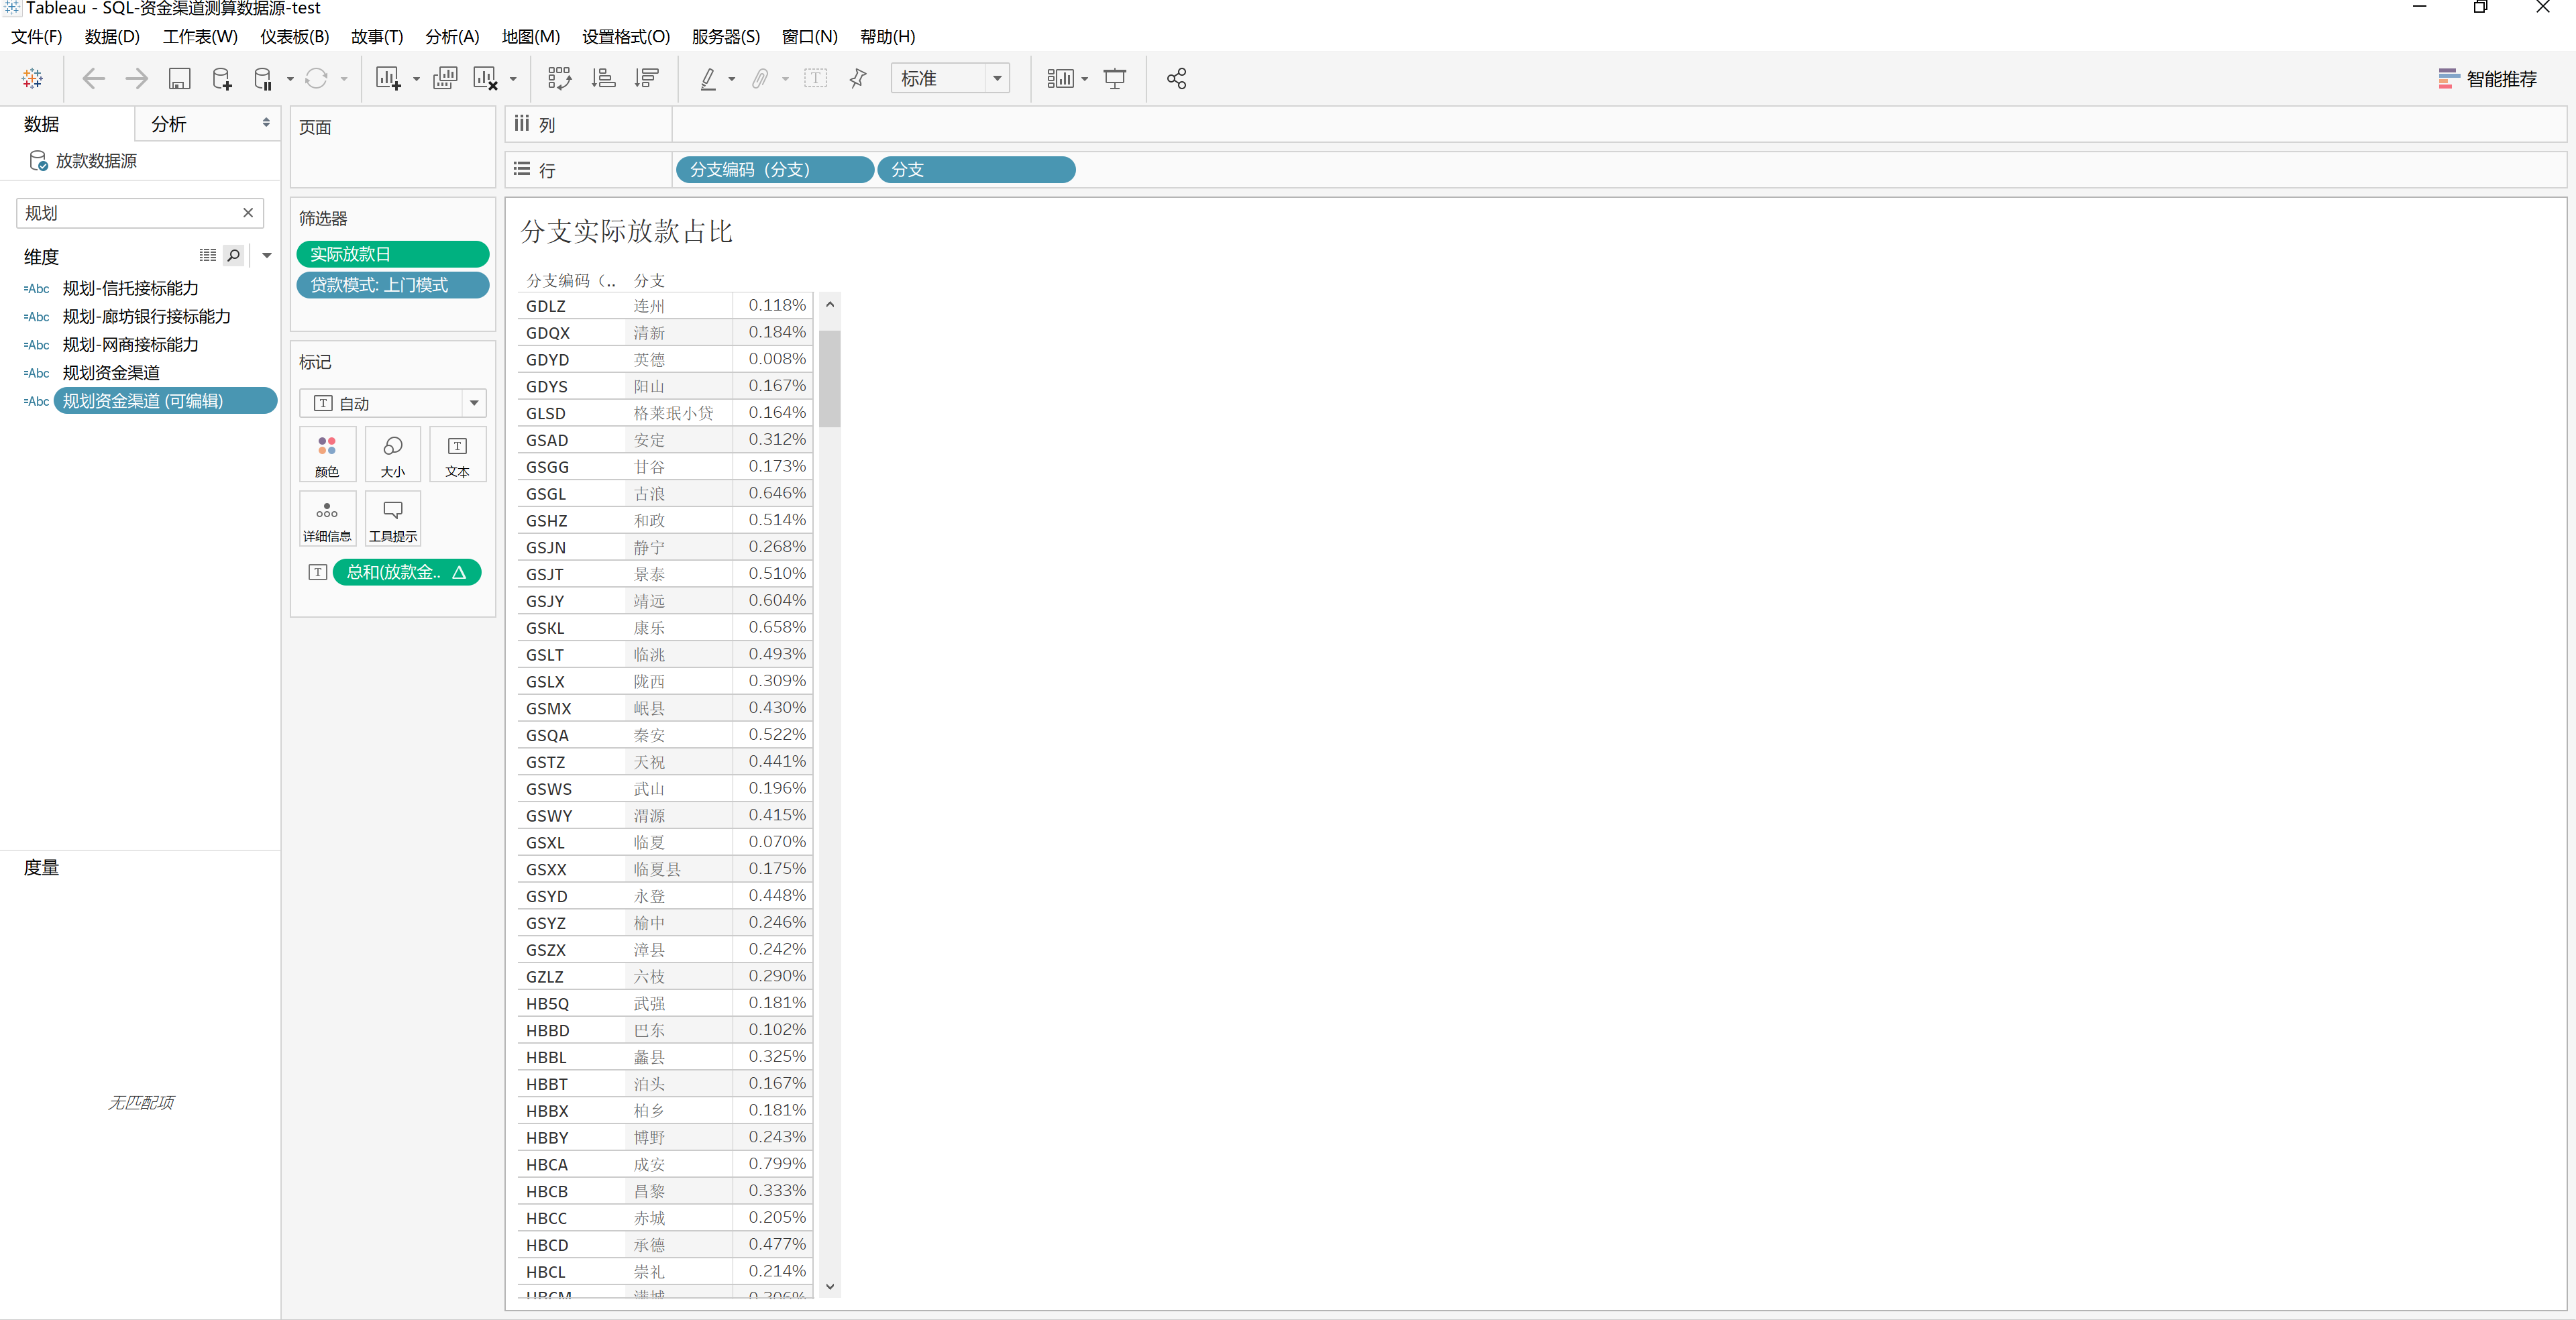 Tableau - SQL-资金渠道测算数据源-test
文件(F) 数据(D) 工作表(W) 仪表板(B) 故事(T) 分析(A) 地图(M) 设置格式(O) 服务器(S) 窗口(N) 帮助(H)
标准
智能推荐
数据 分析
放款数据源
规划
维度
=Abc 规划-信托接标能力
=Abc 规划-廊坊银行接标能力
=Abc 规划-网商接标能力
=Abc 规划资金渠道
=Abc 规划资金渠道 (可编辑)
度量
无匹配项
页面
筛选器
实际放款日
贷款模式: 上门模式
标记
自动
颜色 大小 文本
详细信息 工具提示
总和(放款金..
列
行 分支编码（分支） 分支
分支实际放款占比
分支编码（.. 分支
GDLZ 连州 0.118%
GDQX 清新 0.184%
GDYD 英德 0.008%
GDYS 阳山 0.167%
GLSD 格莱珉小贷 0.164%
GSAD 安定 0.312%
GSGG 甘谷 0.173%
GSGL 古浪 0.646%
GSHZ 和政 0.514%
GSJN 静宁 0.268%
GSJT 景泰 0.510%
GSJY 靖远 0.604%
GSKL 康乐 0.658%
GSLT 临洮 0.493%
GSLX 陇西 0.309%
GSMX 岷县 0.430%
GSQA 秦安 0.522%
GSTZ 天祝 0.441%
GSWS 武山 0.196%
GSWY 渭源 0.415%
GSXL 临夏 0.070%
GSXX 临夏县 0.175%
GSYD 永登 0.448%
GSYZ 榆中 0.246%
GSZX 漳县 0.242%
GZLZ 六枝 0.290%
HB5Q 武强 0.181%
HBBD 巴东 0.102%
HBBL 蠡县 0.325%
HBBT 泊头 0.167%
HBBX 柏乡 0.181%
HBBY 博野 0.243%
HBCA 成安 0.799%
HBCB 昌黎 0.333%
HBCC 赤城 0.205%
HBCD 承德 0.477%
HBCL 崇礼 0.214%
HBCM 满城 0.306%